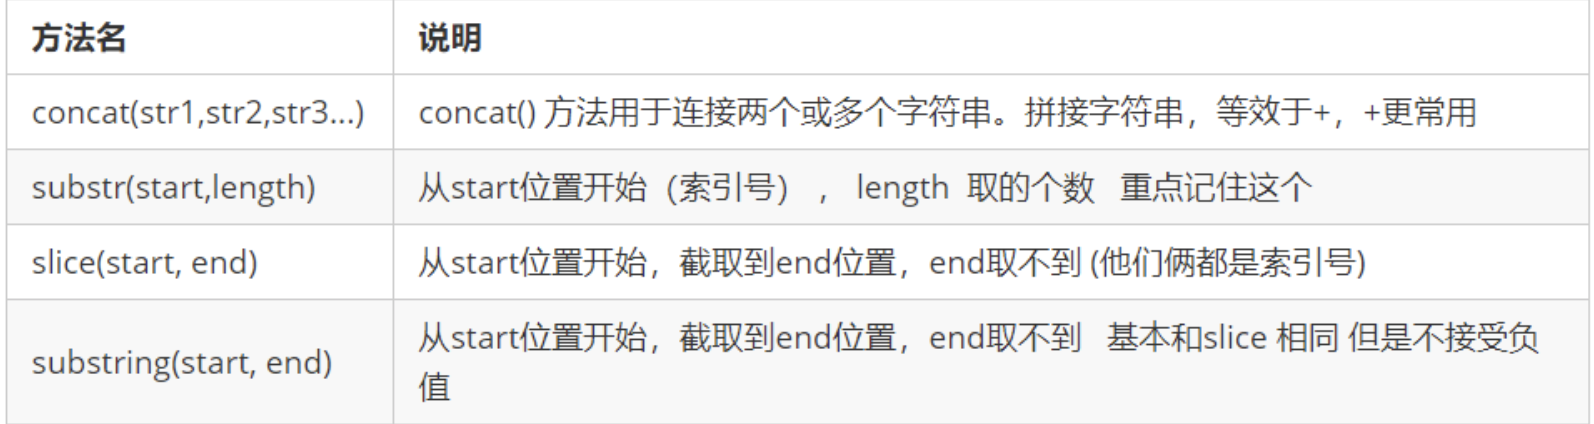 方法名 说明
concat(str1,str2,str3...) concat() 方法用于连接两个或多个字符串。拼接字符串，等效于+，+更常用
substr(start,length) 从start位置开始（索引号） ， length 取的个数 重点记住这个
slice(start, end) 从start位置开始，截取到end位置，end取不到 (他们俩都是索引号)
substring(start, end) 从start位置开始，截取到end位置，end取不到 基本和slice 相同 但是不接受负
值